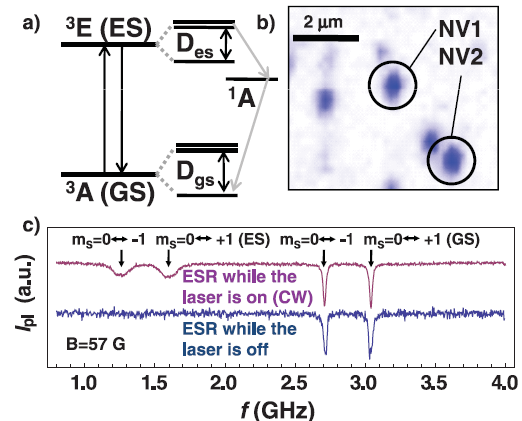 a)
³E (ES)
D_es
¹A
³A (GS)
D_gs
b)
2 μm
NV1
NV2
c)
m_s=0↔ -1
m_s=0↔ +1 (ES)
m_s=0↔ -1
m_s=0↔ +1 (GS)
ESR while the
laser is on (CW)
ESR while the
laser is off
B=57 G
I_pl (a.u.)
1.0
1.5
2.0
2.5
3.0
3.5
4.0
f (GHz)